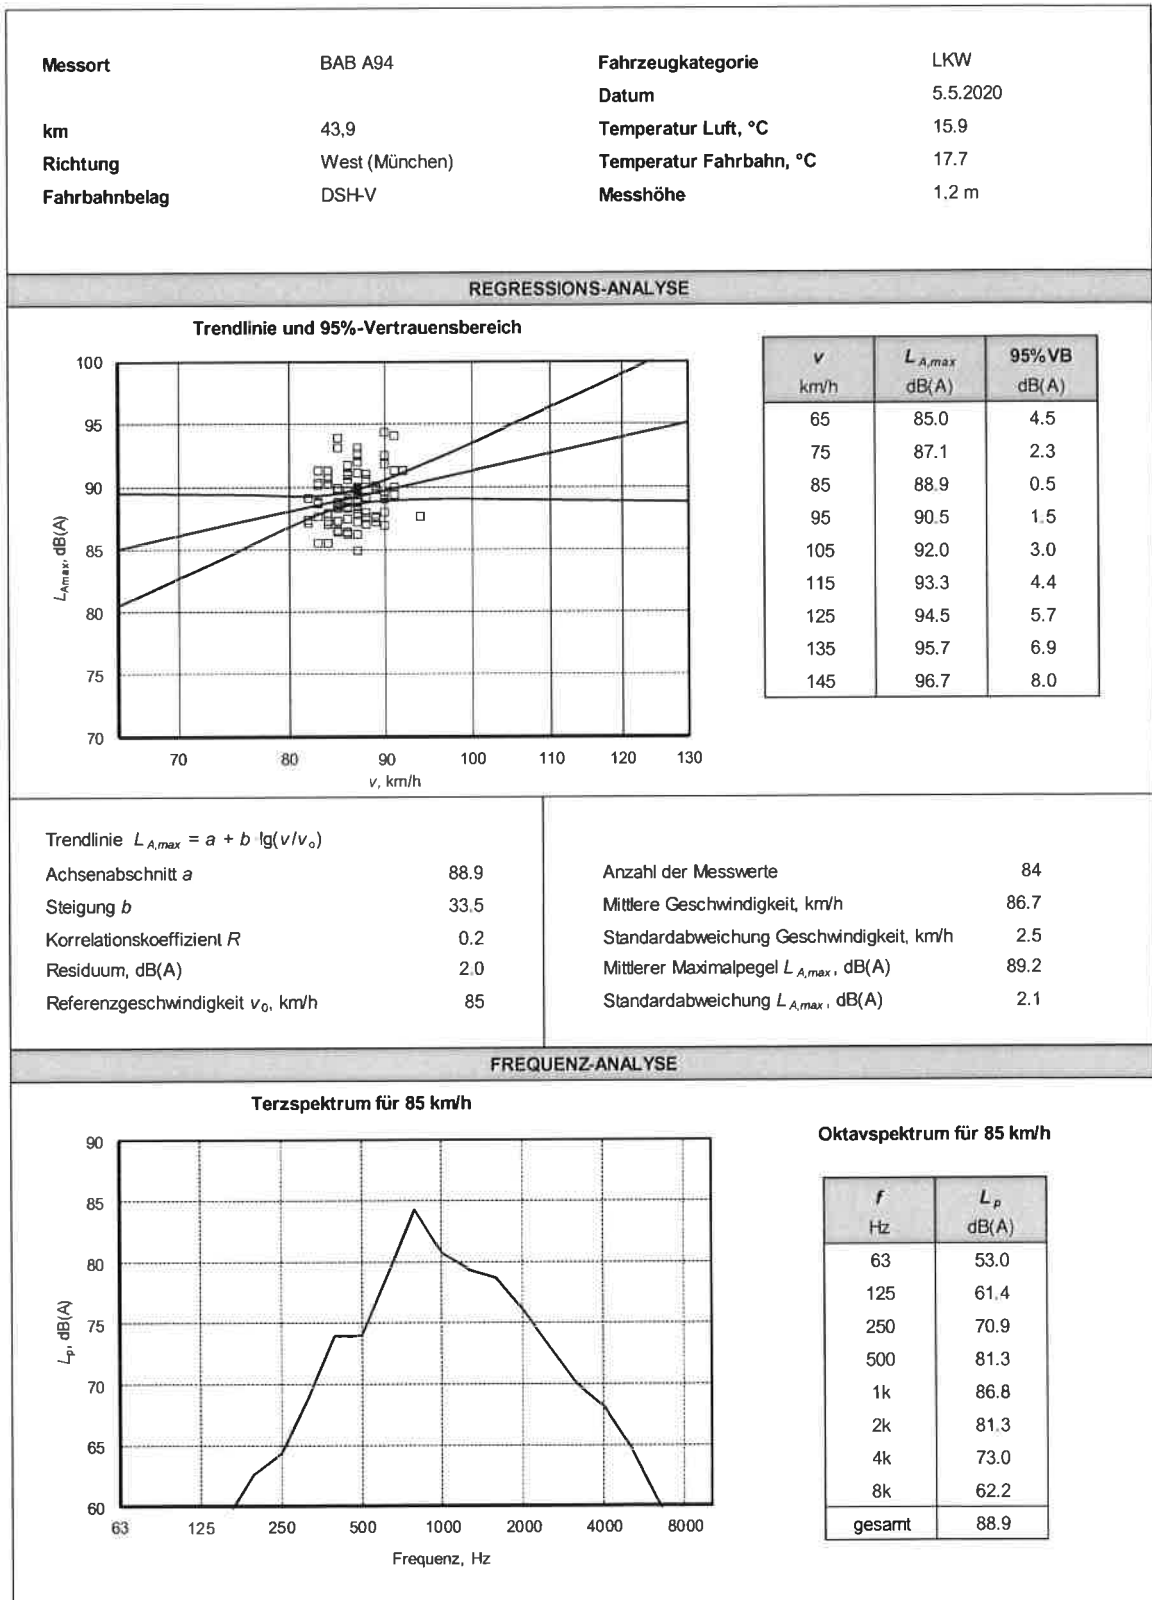 Messort BAB A94 Fahrzeugkategorie LKW
Datum 5.5.2020
km 43,9 Temperatur Luft, °C 15.9
Richtung West (München) Temperatur Fahrbahn, °C 17.7
Fahrbahnbelag DSH-V Messhöhe 1.2 m
REGRESSIONS-ANALYSE
Trendlinie und 95%-Vertrauensbereich
100
95
90
85
80
75
70
L Amax, dB(A)
70 80 90 100 110 120 130
v, km/h
v L A,max 95% VB
km/h dB(A) dB(A)
65 85.0 4.5
75 87.1 2.3
85 88.9 0.5
95 90.5 1.5
105 92.0 3.0
115 93.3 4.4
125 94.5 5.7
135 95.7 6.9
145 96.7 8.0
Trendlinie L A,max = a + b lg(v/v₀)
Achsenabschnitt a 88.9
Steigung b 33.5
Korrelationskoeffizient R 0.2
Residuum, dB(A) 2.0
Referenzgeschwindigkeit v₀, km/h 85
Anzahl der Messwerte 84
Mittlere Geschwindigkeit, km/h 86.7
Standardabweichung Geschwindigkeit, km/h 2.5
Mittlerer Maximalpegel L A,max, dB(A) 89.2
Standardabweichung L A,max, dB(A) 2.1
FREQUENZ-ANALYSE
Terzspektrum für 85 km/h
90
85
80
75
70
65
60
Lp, dB(A)
63 125 250 500 1000 2000 4000 8000
Frequenz, Hz
Oktavspektrum für 85 km/h
f L p
Hz dB(A)
63 53.0
125 61.4
250 70.9
500 81.3
1k 86.8
2k 81.3
4k 73.0
8k 62.2
gesamt 88.9